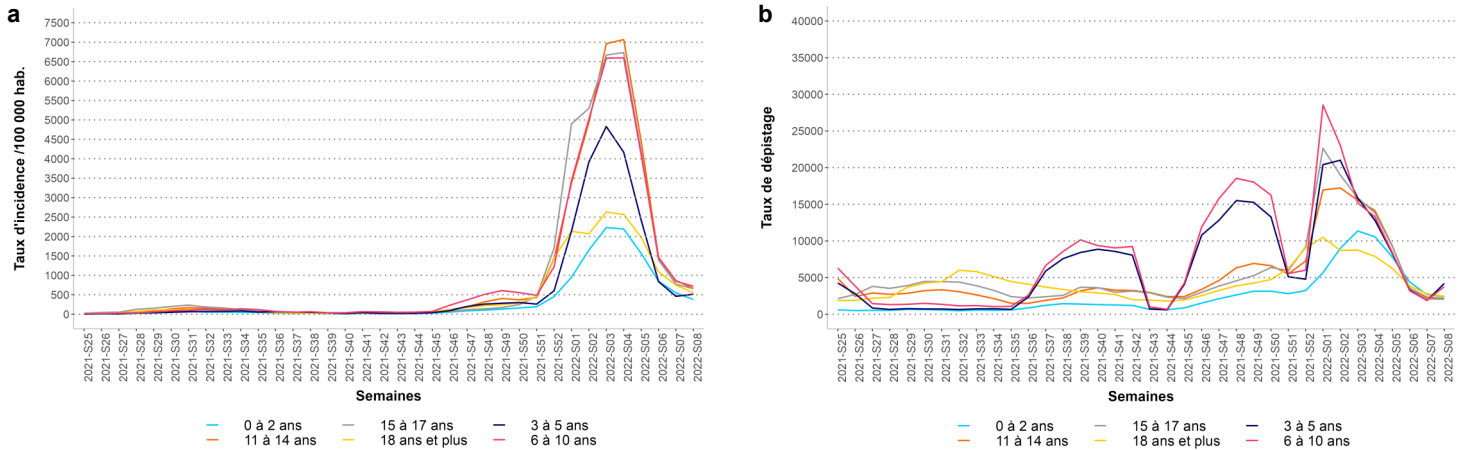 a
Taux d'incidence /100 000 hab.
7500
7000
6500
6000
5500
5000
4500
4000
3500
3000
2500
2000
1500
1000
500
0
2021-S25
2021-S26
2021-S27
2021-S28
2021-S29
2021-S30
2021-S31
2021-S32
2021-S33
2021-S34
2021-S35
2021-S36
2021-S37
2021-S38
2021-S39
2021-S40
2021-S41
2021-S42
2021-S43
2021-S44
2021-S45
2021-S46
2021-S47
2021-S48
2021-S49
2021-S50
2021-S51
2021-S52
2022-S01
2022-S02
2022-S03
2022-S04
2022-S05
2022-S06
2022-S07
2022-S08
Semaines
0 à 2 ans 15 à 17 ans 3 à 5 ans
11 à 14 ans 18 ans et plus 6 à 10 ans
b
Taux de dépistage
40000
35000
30000
25000
20000
15000
10000
5000
0
2021-S25
2021-S26
2021-S27
2021-S28
2021-S29
2021-S30
2021-S31
2021-S32
2021-S33
2021-S34
2021-S35
2021-S36
2021-S37
2021-S38
2021-S39
2021-S40
2021-S41
2021-S42
2021-S43
2021-S44
2021-S45
2021-S46
2021-S47
2021-S48
2021-S49
2021-S50
2021-S51
2021-S52
2022-S01
2022-S02
2022-S03
2022-S04
2022-S05
2022-S06
2022-S07
2022-S08
Semaines
0 à 2 ans 15 à 17 ans 3 à 5 ans
11 à 14 ans 18 ans et plus 6 à 10 ans